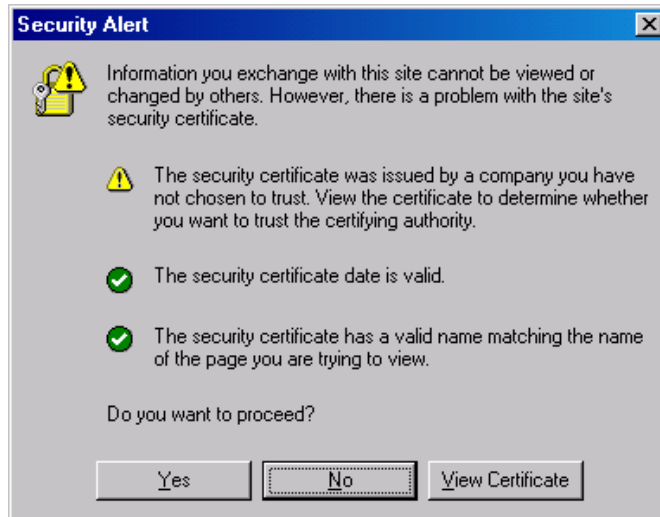 Security Alert
Information you exchange with this site cannot be viewed or
changed by others. However, there is a problem with the site's
security certificate.
The security certificate was issued by a company you have
not chosen to trust. View the certificate to determine whether
you want to trust the certifying authority.
The security certificate date is valid.
The security certificate has a valid name matching the name
of the page you are trying to view.
Do you want to proceed?
Yes No View Certificate